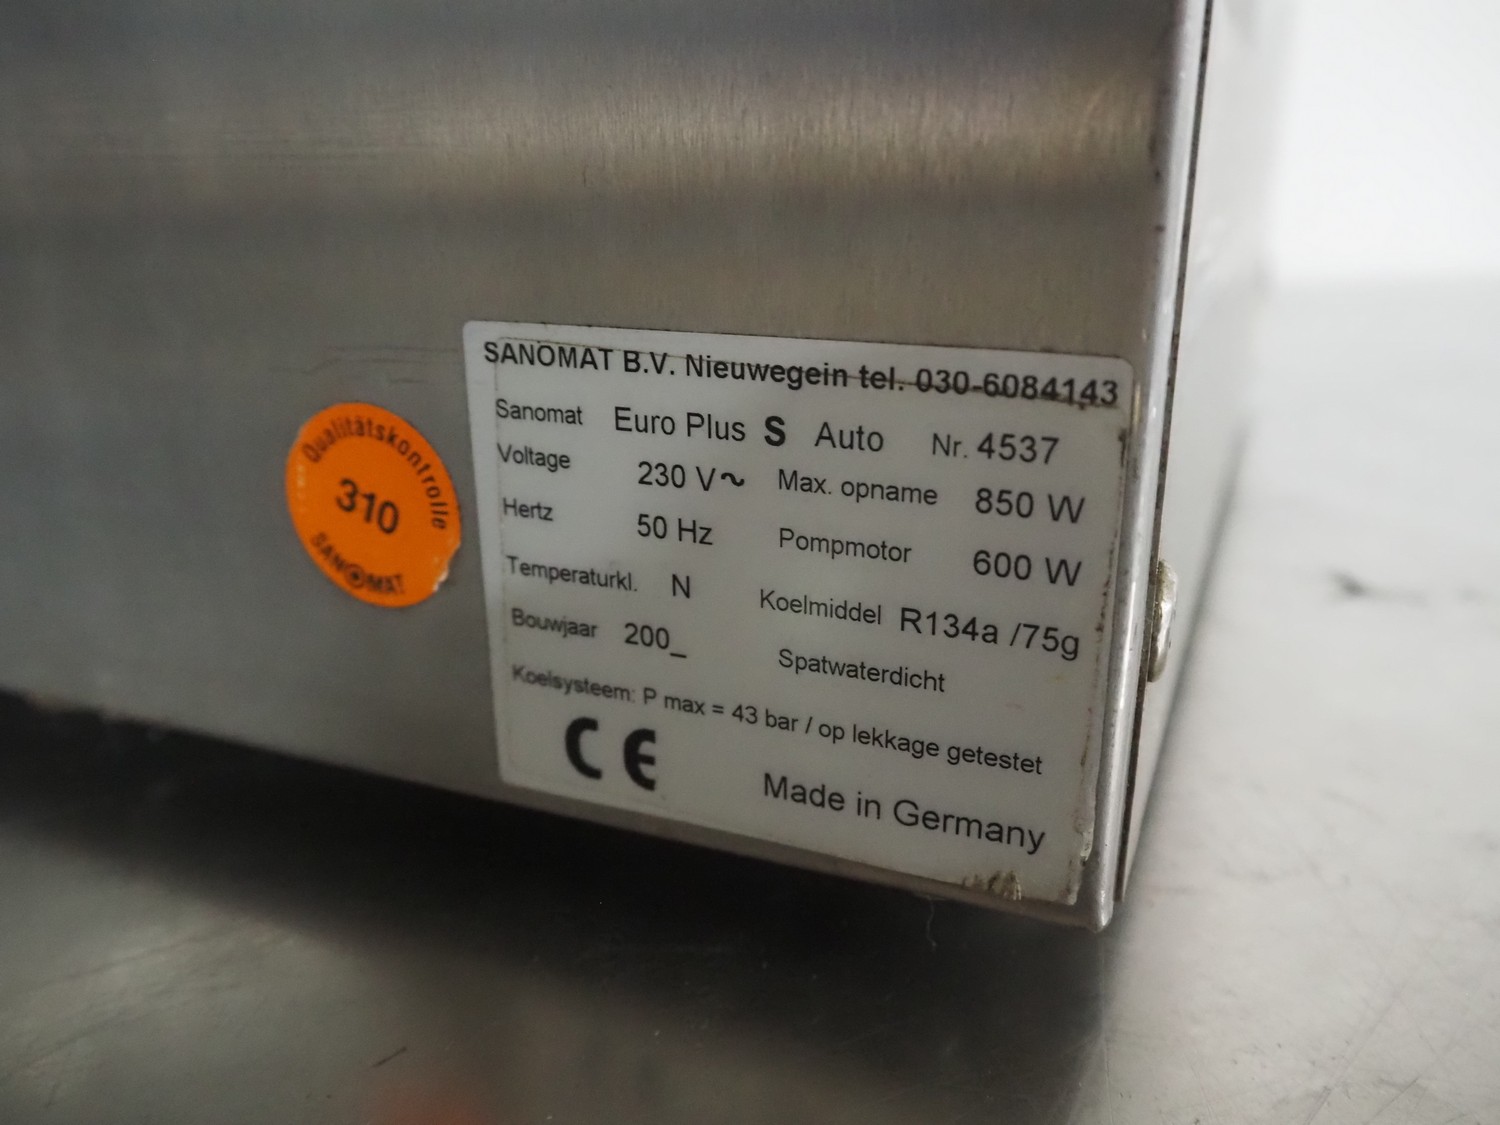 SANOMAT B.V. Nieuwegein tel. 030-6084143
Sanomat Euro Plus S Auto Nr. 4537
Voltage 230 V~ Max. opname 850 W
Hertz 50 Hz Pompmotor 600 W
Temperaturkl. N Koelmiddel R134a /75g
Bouwjaar 200_ Spatwaterdicht
Koelsysteem: P max = 43 bar / op lekkage getestet
CE
Made in Germany
Qualitätskontrolle
310
SANOMAT